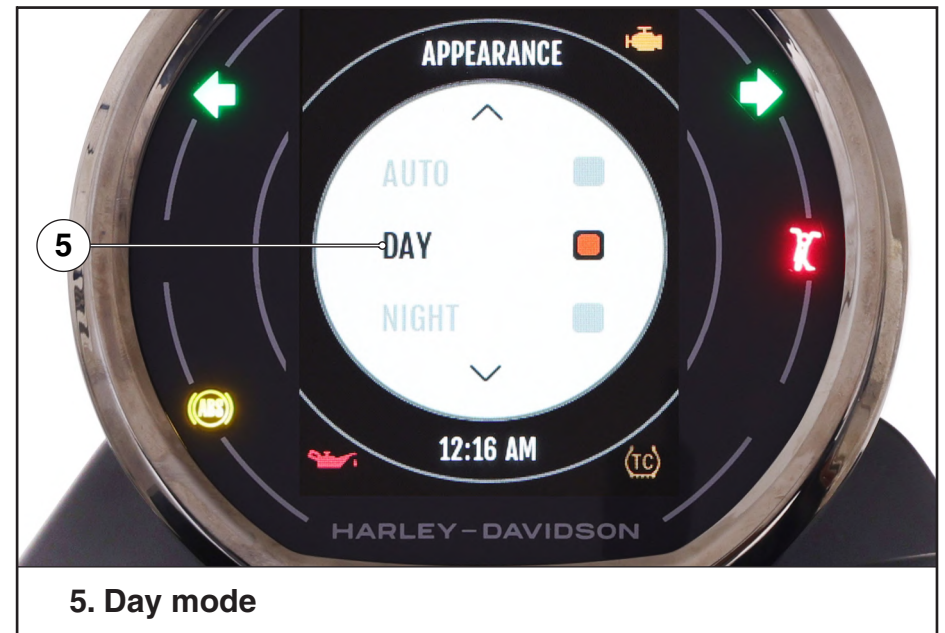 APPEARANCE
AUTO
5
DAY
NIGHT
(ABS)
12:16 AM
(TC)
HARLEY-DAVIDSON
5. Day mode